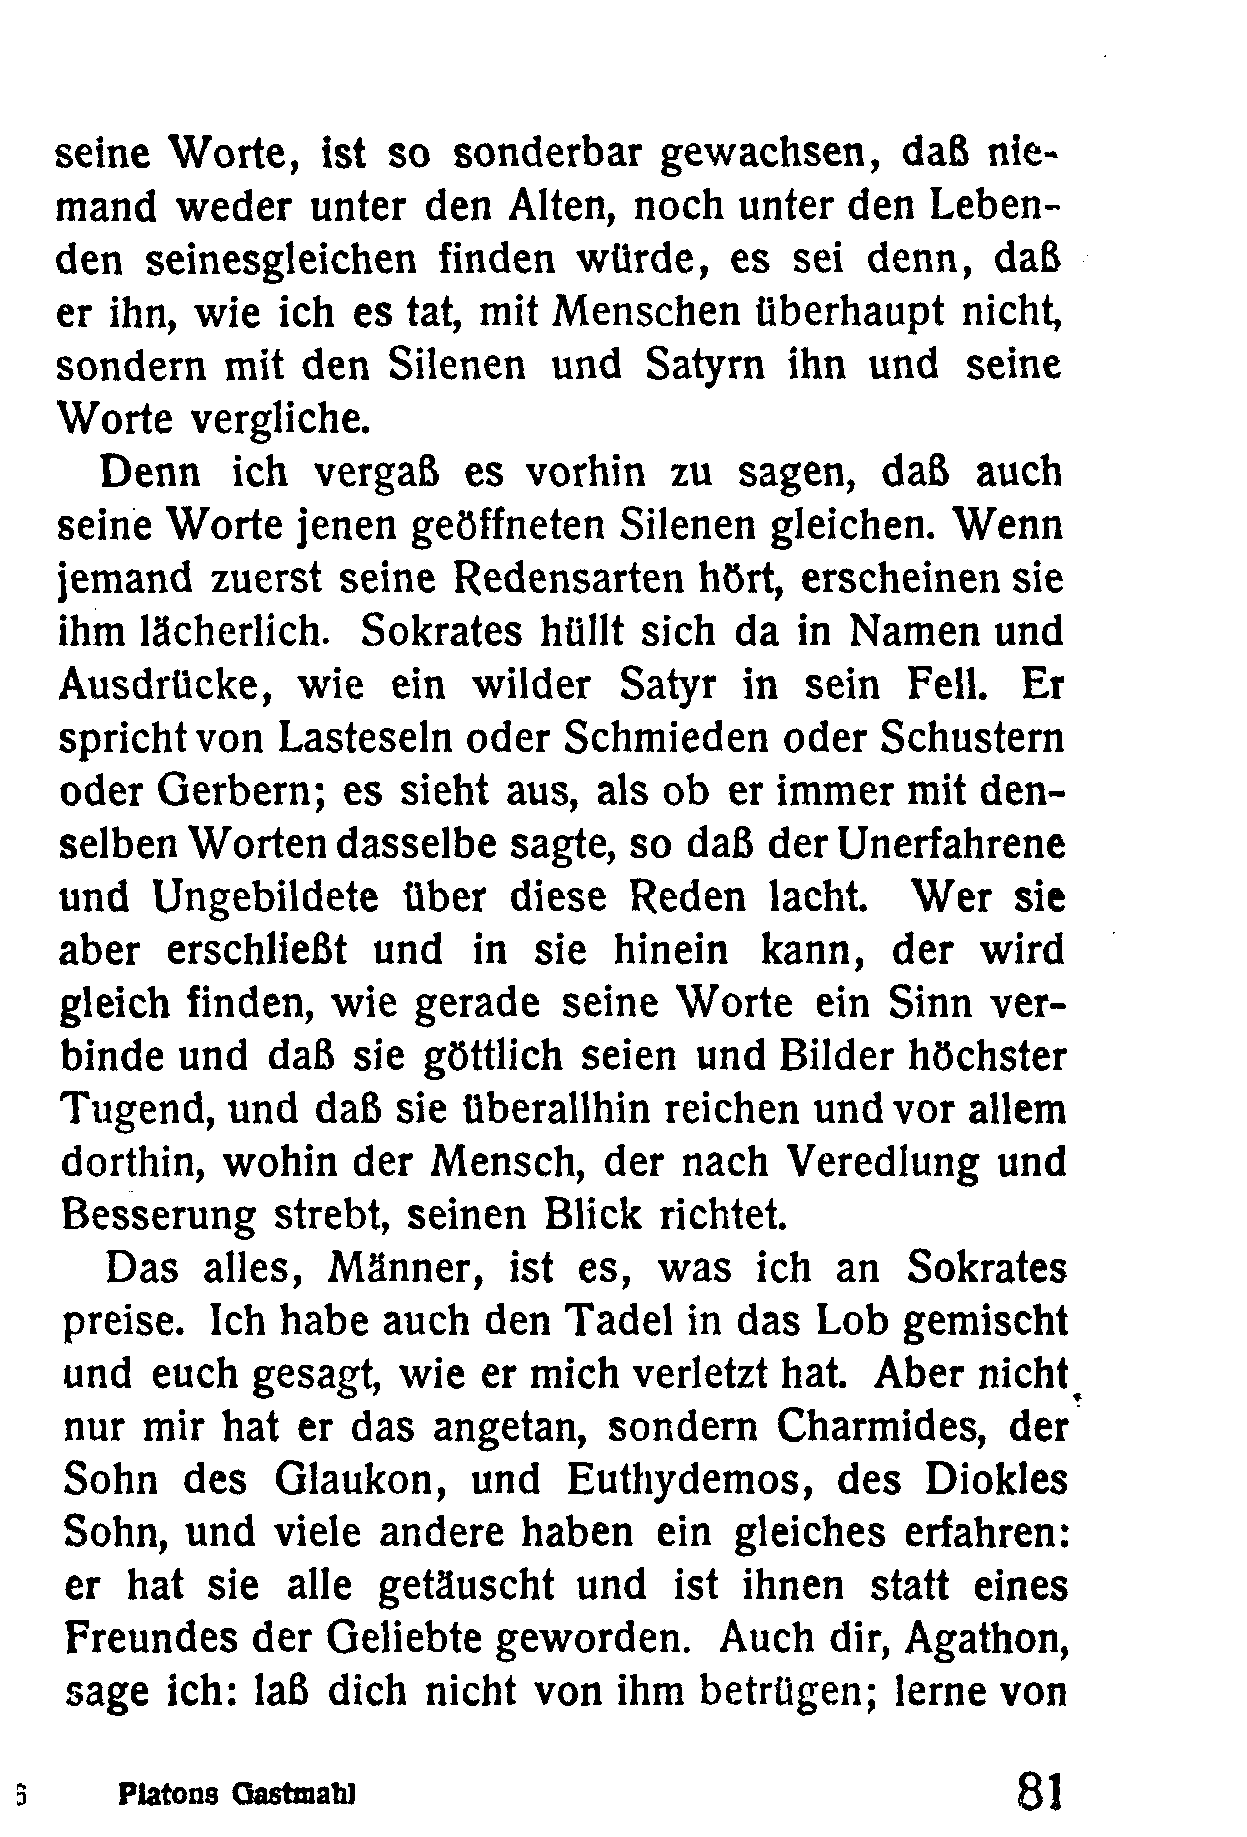 seine Worte, ist so sonderbar gewachsen, daß nie-
mand weder unter den Alten, noch unter den Leben-
den seinesgleichen finden würde, es sei denn, daß
er ihn, wie ich es tat, mit Menschen überhaupt nicht,
sondern mit den Silenen und Satyrn ihn und seine
Worte vergliche.
Denn ich vergaß es vorhin zu sagen, daß auch
seine Worte jenen geöffneten Silenen gleichen. Wenn
jemand zuerst seine Redensarten hört, erscheinen sie
ihm lächerlich. Sokrates hüllt sich da in Namen und
Ausdrücke, wie ein wilder Satyr in sein Fell. Er
spricht von Lasteseln oder Schmieden oder Schustern
oder Gerbern; es sieht aus, als ob er immer mit den-
selben Worten dasselbe sagte, so daß der Unerfahrene
und Ungebildete über diese Reden lacht. Wer sie
aber erschließt und in sie hinein kann, der wird
gleich finden, wie gerade seine Worte ein Sinn ver-
binde und daß sie göttlich seien und Bilder höchster
Tugend, und daß sie überallhin reichen und vor allem
dorthin, wohin der Mensch, der nach Veredlung und
Besserung strebt, seinen Blick richtet.
Das alles, Männer, ist es, was ich an Sokrates
preise. Ich habe auch den Tadel in das Lob gemischt
und euch gesagt, wie er mich verletzt hat. Aber nicht
nur mir hat er das angetan, sondern Charmides, der
Sohn des Glaukon, und Euthydemos, des Diokles
Sohn, und viele andere haben ein gleiches erfahren:
er hat sie alle getäuscht und ist ihnen statt eines
Freundes der Geliebte geworden. Auch dir, Agathon,
sage ich: laß dich nicht von ihm betrügen; lerne von
6 Platons Gastmahl 81